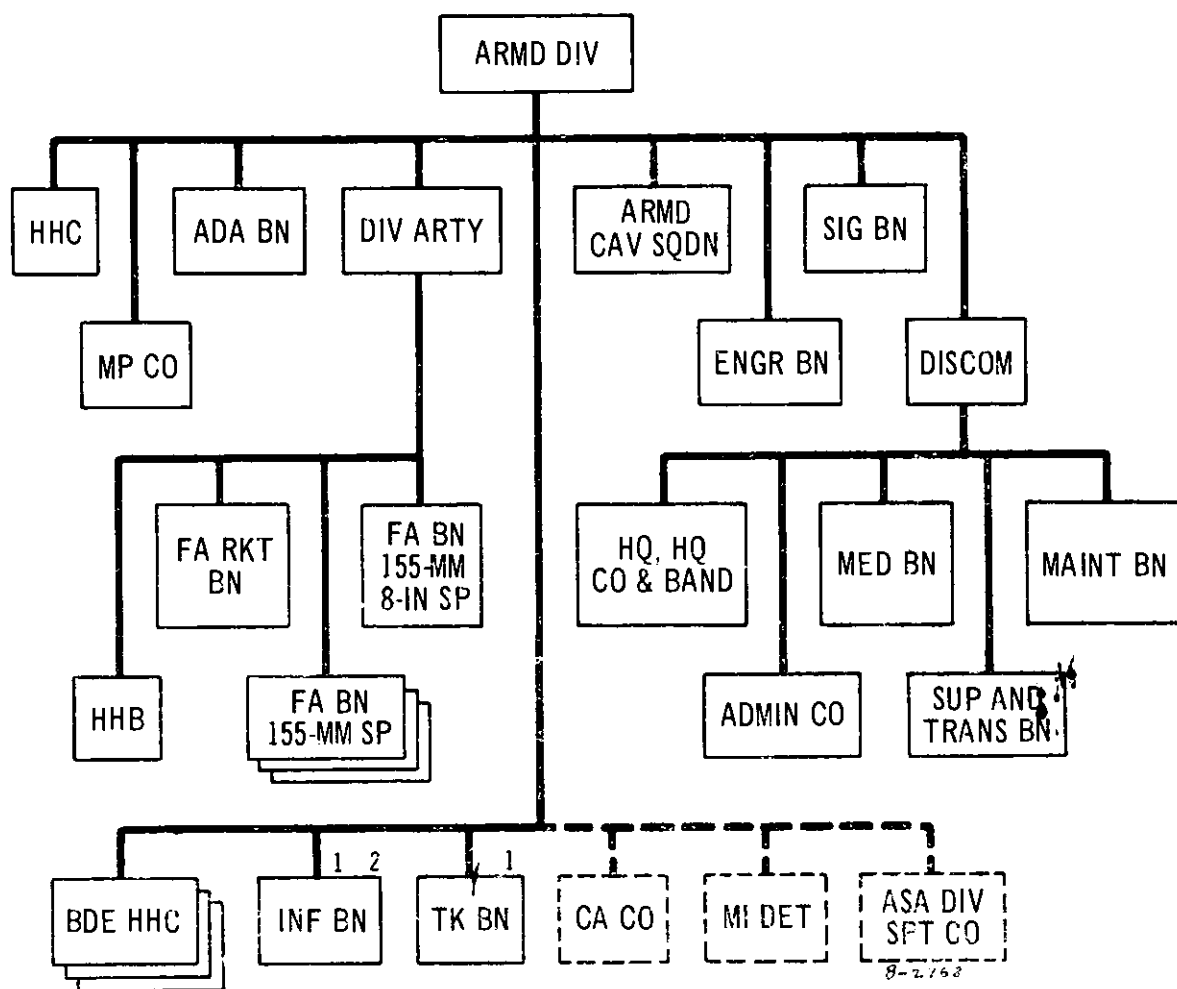 ARMD DIV
HHC
ADA BN
DIV ARTY
ARMD
CAV SQDN
SIG BN
MP CO
ENGR BN
DISCOM
FA RKT
BN
FA BN
155-MM
8-IN SP
HQ, HQ
CO & BAND
MED BN
MAINT BN
HHB
FA BN
155-MM SP
ADMIN CO
SUP AND
TRANS BN
1 2
1
BDE HHC
INF BN
TK BN
CA CO
MI DET
ASA DIV
SPT CO